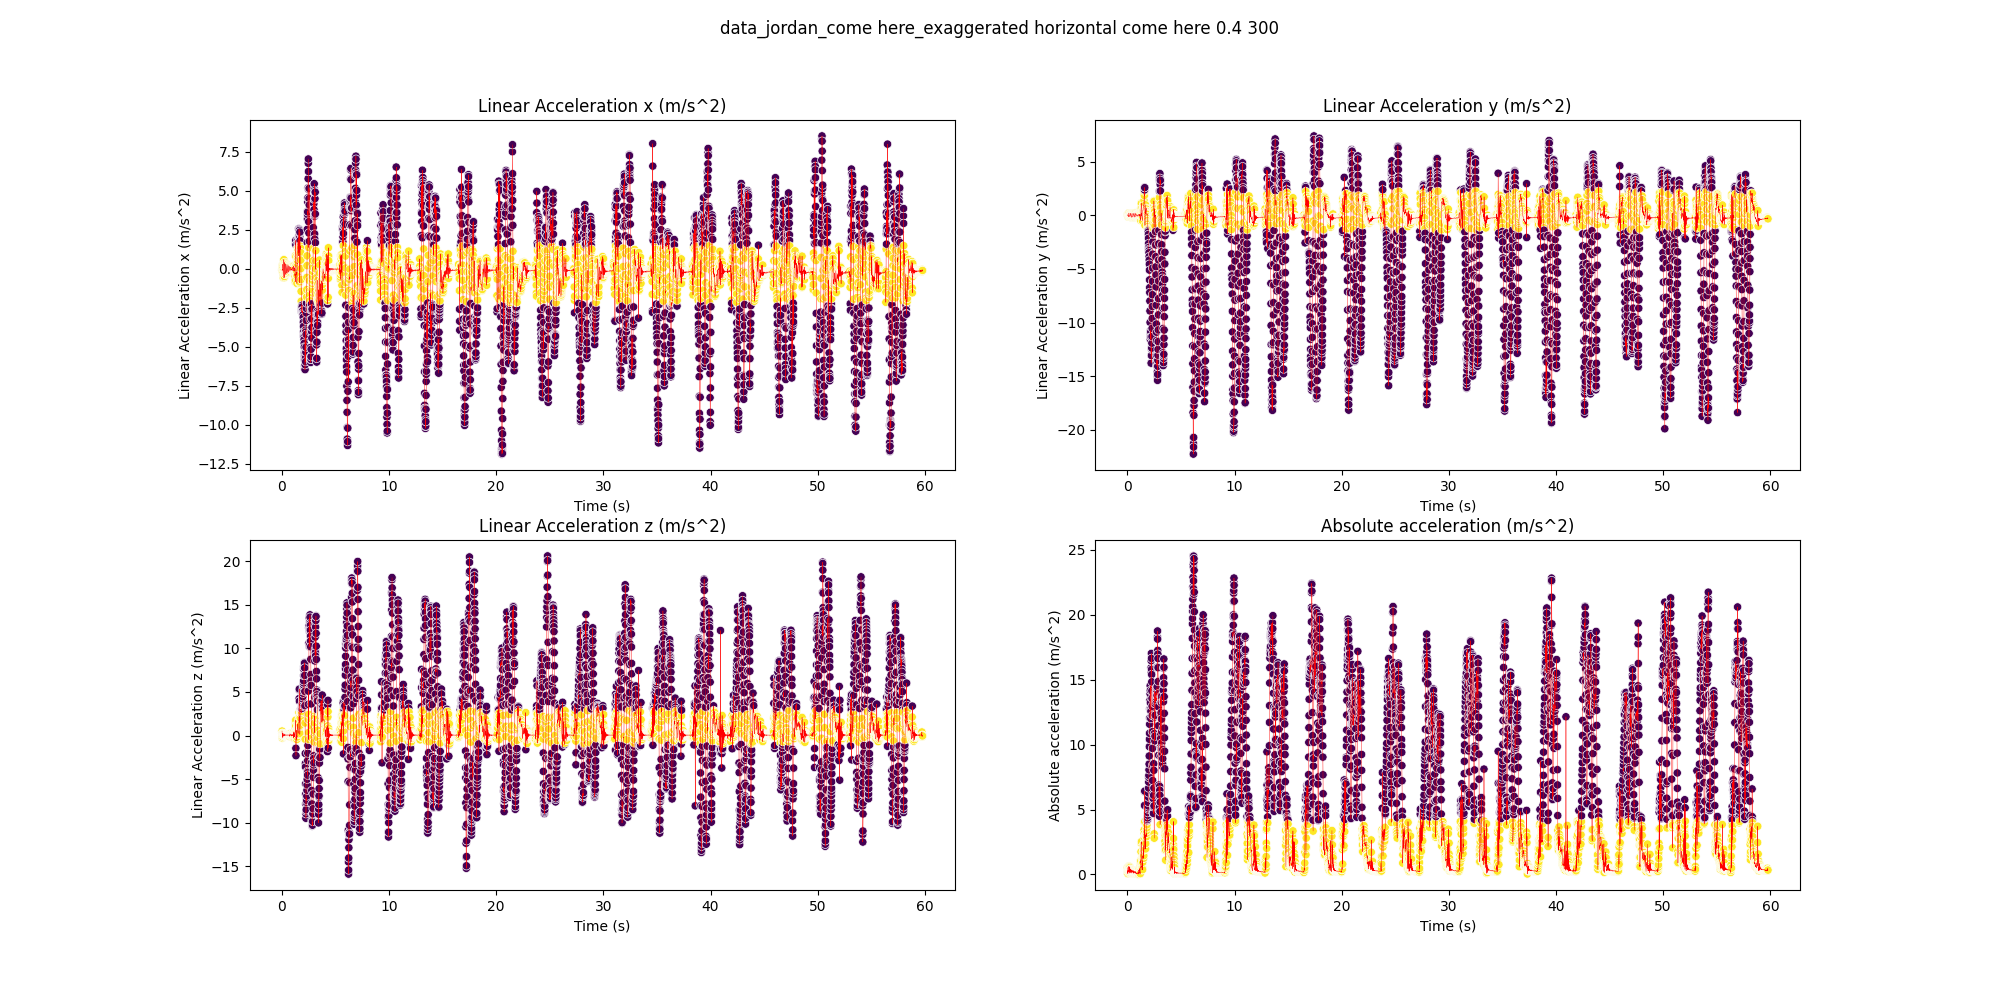 data_jordan_come here_exaggerated horizontal come here 0.4 300
Linear Acceleration x (m/s^2)
Linear Acceleration x (m/s^2)
7.5
5.0
2.5
0.0
−2.5
−5.0
−7.5
−10.0
−12.5
0 10 20 30 40 50 60
Time (s)
Linear Acceleration y (m/s^2)
Linear Acceleration y (m/s^2)
5
0
−5
−10
−15
−20
0 10 20 30 40 50 60
Time (s)
Linear Acceleration z (m/s^2)
Linear Acceleration z (m/s^2)
20
15
10
5
0
−5
−10
−15
0 10 20 30 40 50 60
Time (s)
Absolute acceleration (m/s^2)
Absolute acceleration (m/s^2)
25
20
15
10
5
0
0 10 20 30 40 50 60
Time (s)